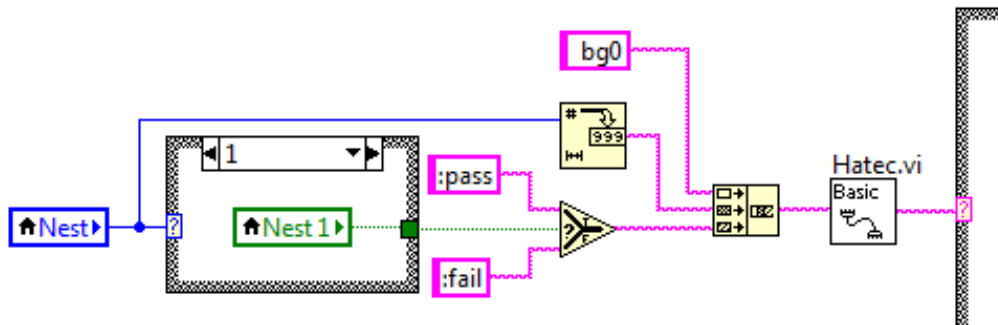 bg0
#
999
1
:pass
Hatec.vi
Basic
Nest
?
Nest 1
?
T
F
?
:fail